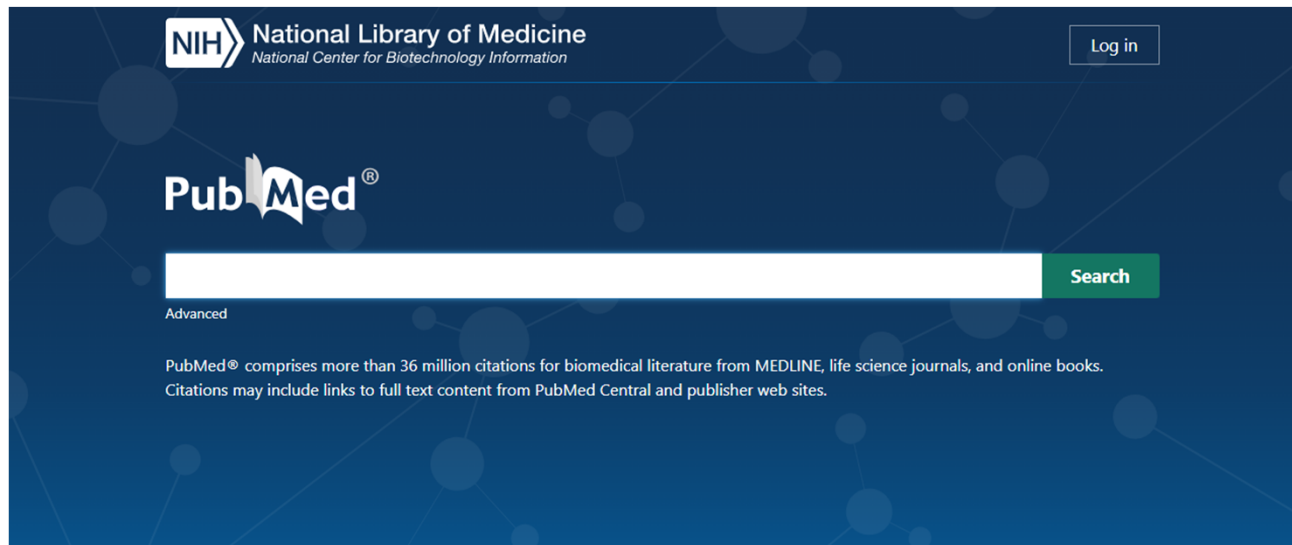 NIH National Library of Medicine
National Center for Biotechnology Information
Log in
PubMed®
Search
Advanced
PubMed® comprises more than 36 million citations for biomedical literature from MEDLINE, life science journals, and online books.
Citations may include links to full text content from PubMed Central and publisher web sites.